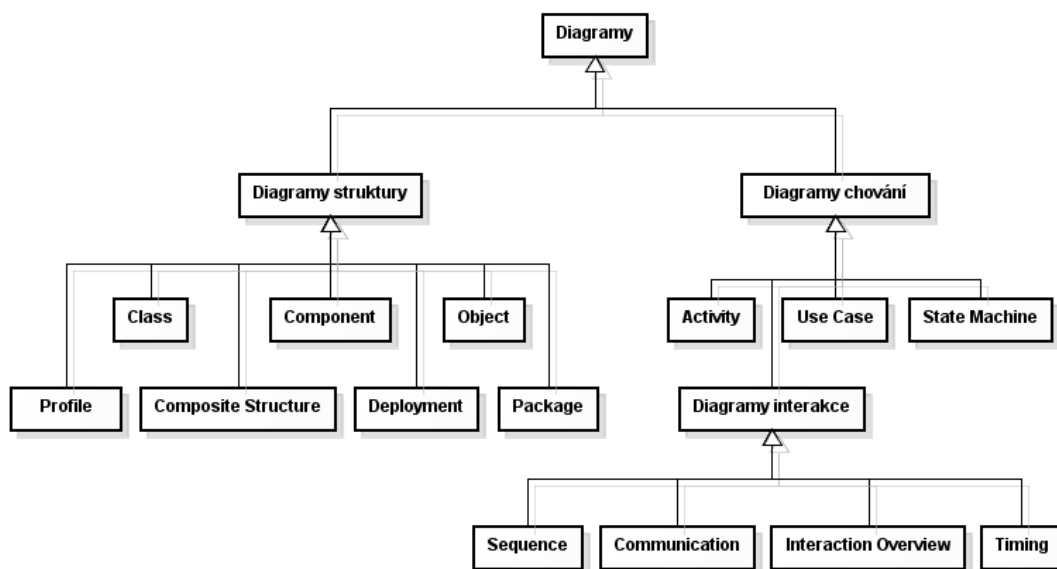 Diagramy
Diagramy struktury
Diagramy chování
Class
Component
Object
Activity
Use Case
State Machine
Profile
Composite Structure
Deployment
Package
Diagramy interakce
Sequence
Communication
Interaction Overview
Timing